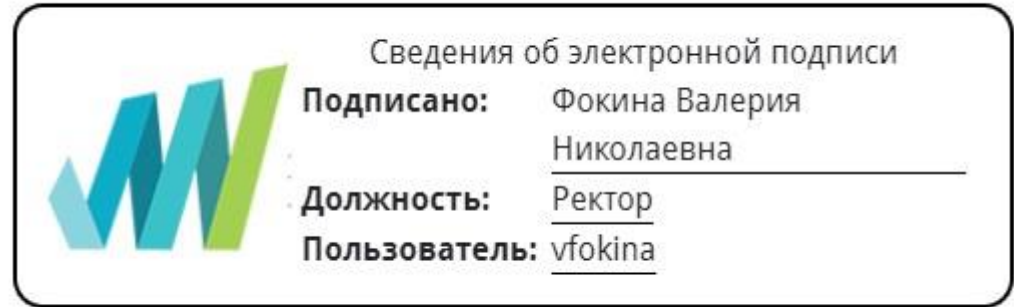 Сведения об электронной подписи
Подписано: Фокина Валерия
Николаевна
Должность: Ректор
Пользователь: vfokina